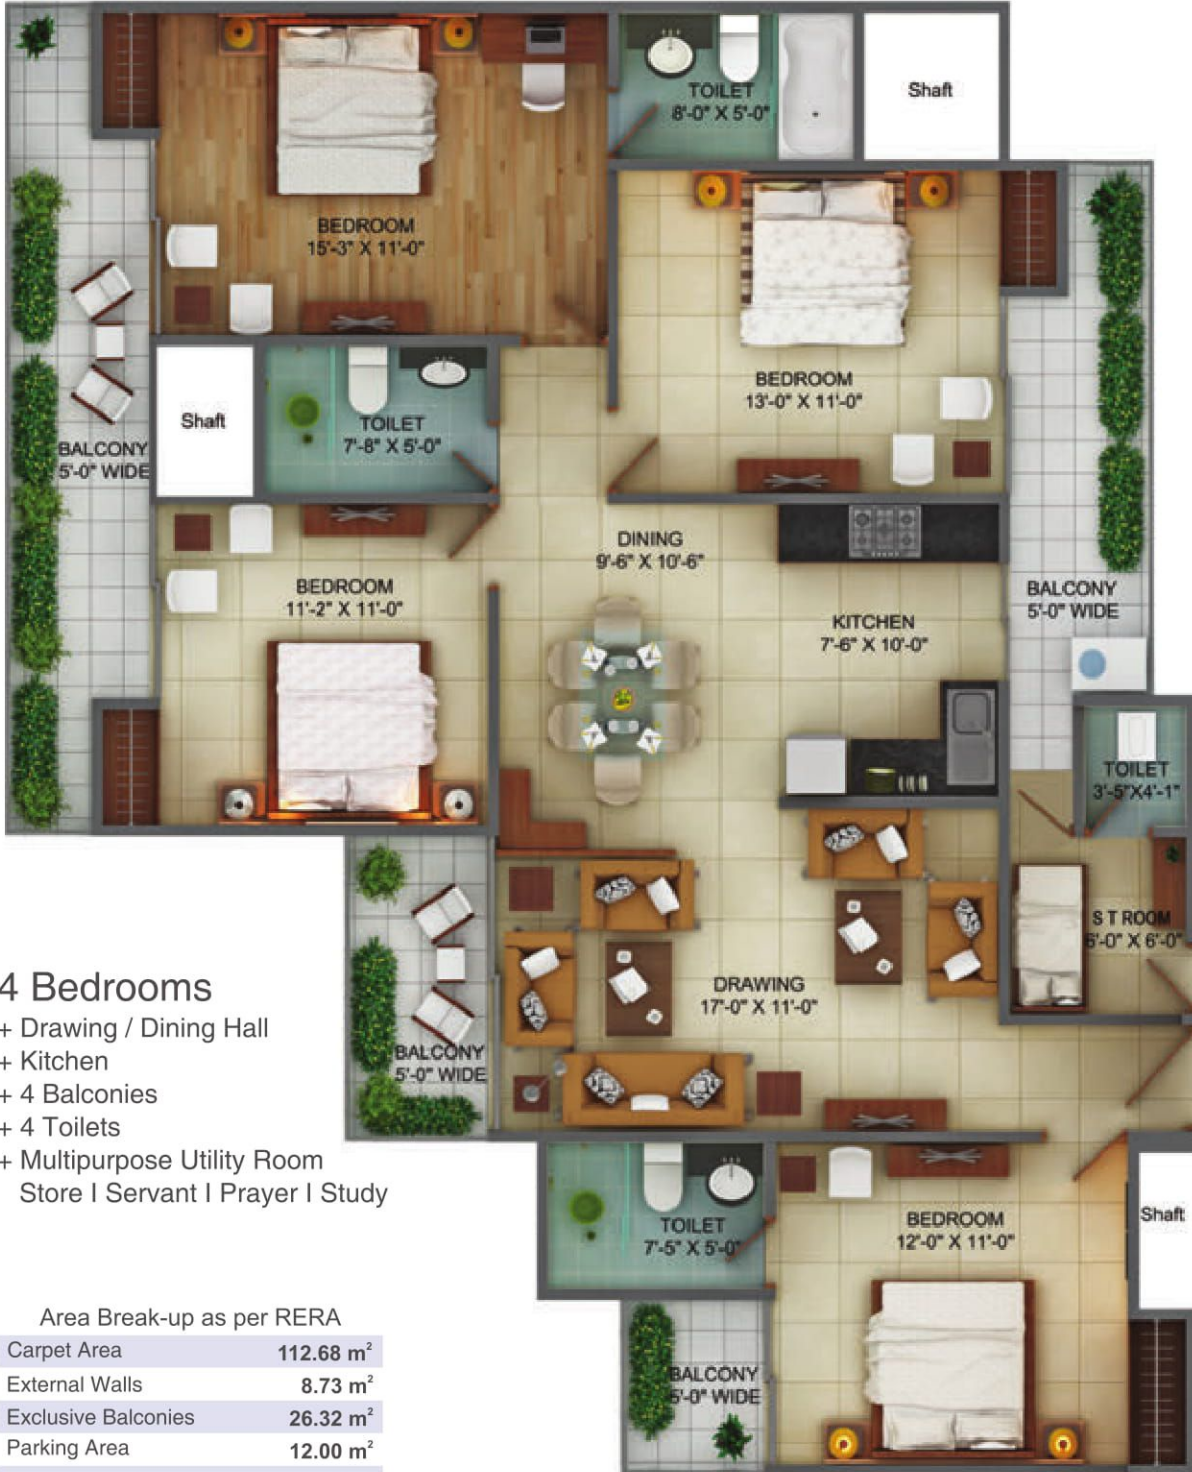 TOILET
8'-0" X 5'-0"
Shaft
BEDROOM
15'-3" X 11'-0"
BEDROOM
13'-0" X 11'-0"
Shaft
TOILET
7'-8" X 5'-0"
BALCONY
5'-0" WIDE
DINING
9'-6" X 10'-6"
BEDROOM
11'-2" X 11'-0"
KITCHEN
7'-6" X 10'-0"
BALCONY
5'-0" WIDE
TOILET
3'-5"X4'-1"
S T ROOM
6'-0" X 6'-0"
DRAWING
17'-0" X 11'-0"
BALCONY
5'-0" WIDE
4 Bedrooms
+ Drawing / Dining Hall
+ Kitchen
+ 4 Balconies
+ 4 Toilets
+ Multipurpose Utility Room
Store I Servant I Prayer I Study
TOILET
7'-5" X 5'-0"
BEDROOM
12'-0" X 11'-0"
Shaft
BALCONY
5'-0" WIDE
Area Break-up as per RERA
Carpet Area 112.68 m²
External Walls 8.73 m²
Exclusive Balconies 26.32 m²
Parking Area 12.00 m²